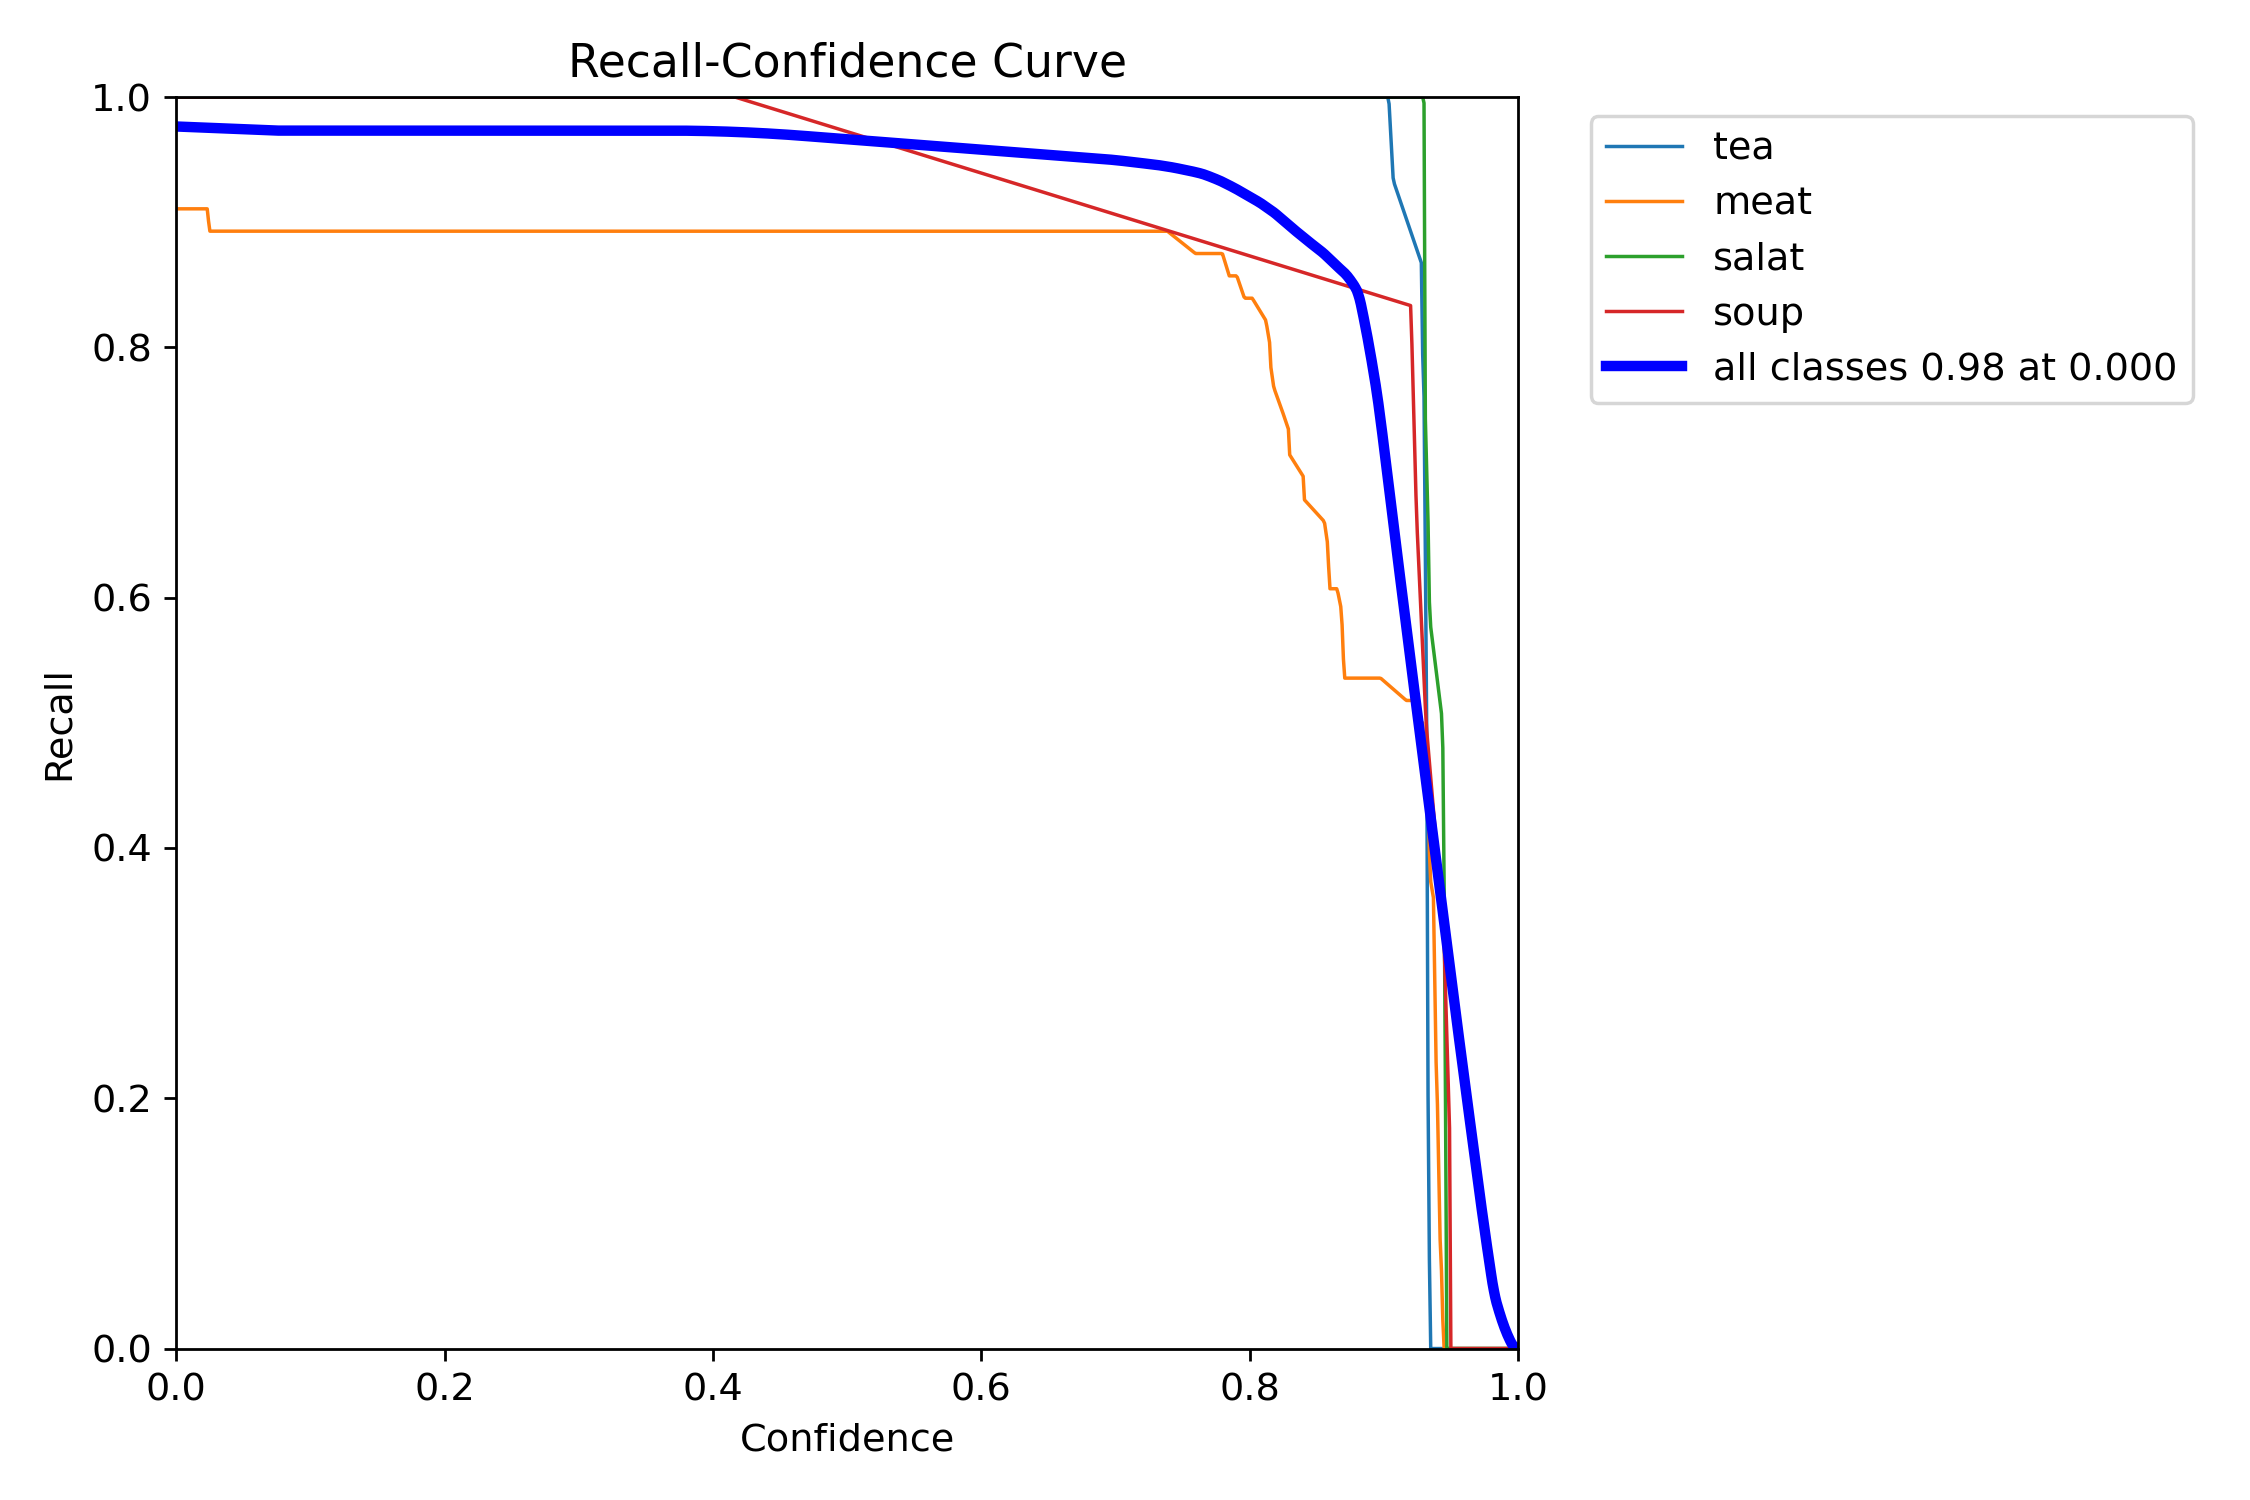 Recall-Confidence Curve
1.0
0.8
0.6
0.4
0.2
0.0
Recall
0.0 0.2 0.4 0.6 0.8 1.0
Confidence
tea
meat
salat
soup
all classes 0.98 at 0.000